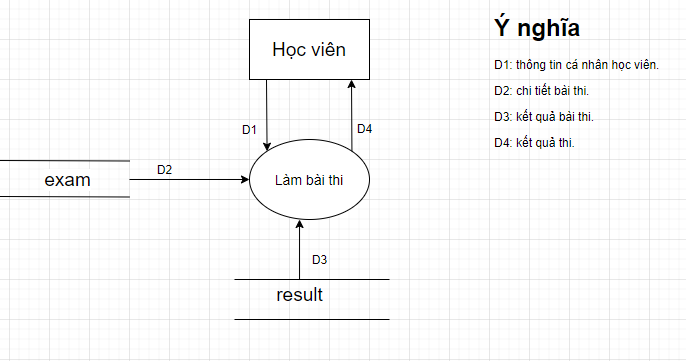 Học viên
D1
D4
D2
exam
Làm bài thi
D3
result
Ý nghĩa
D1: thông tin cá nhân học viên.
D2: chi tiết bài thi.
D3: kết quả bài thi.
D4: kết quả thi.